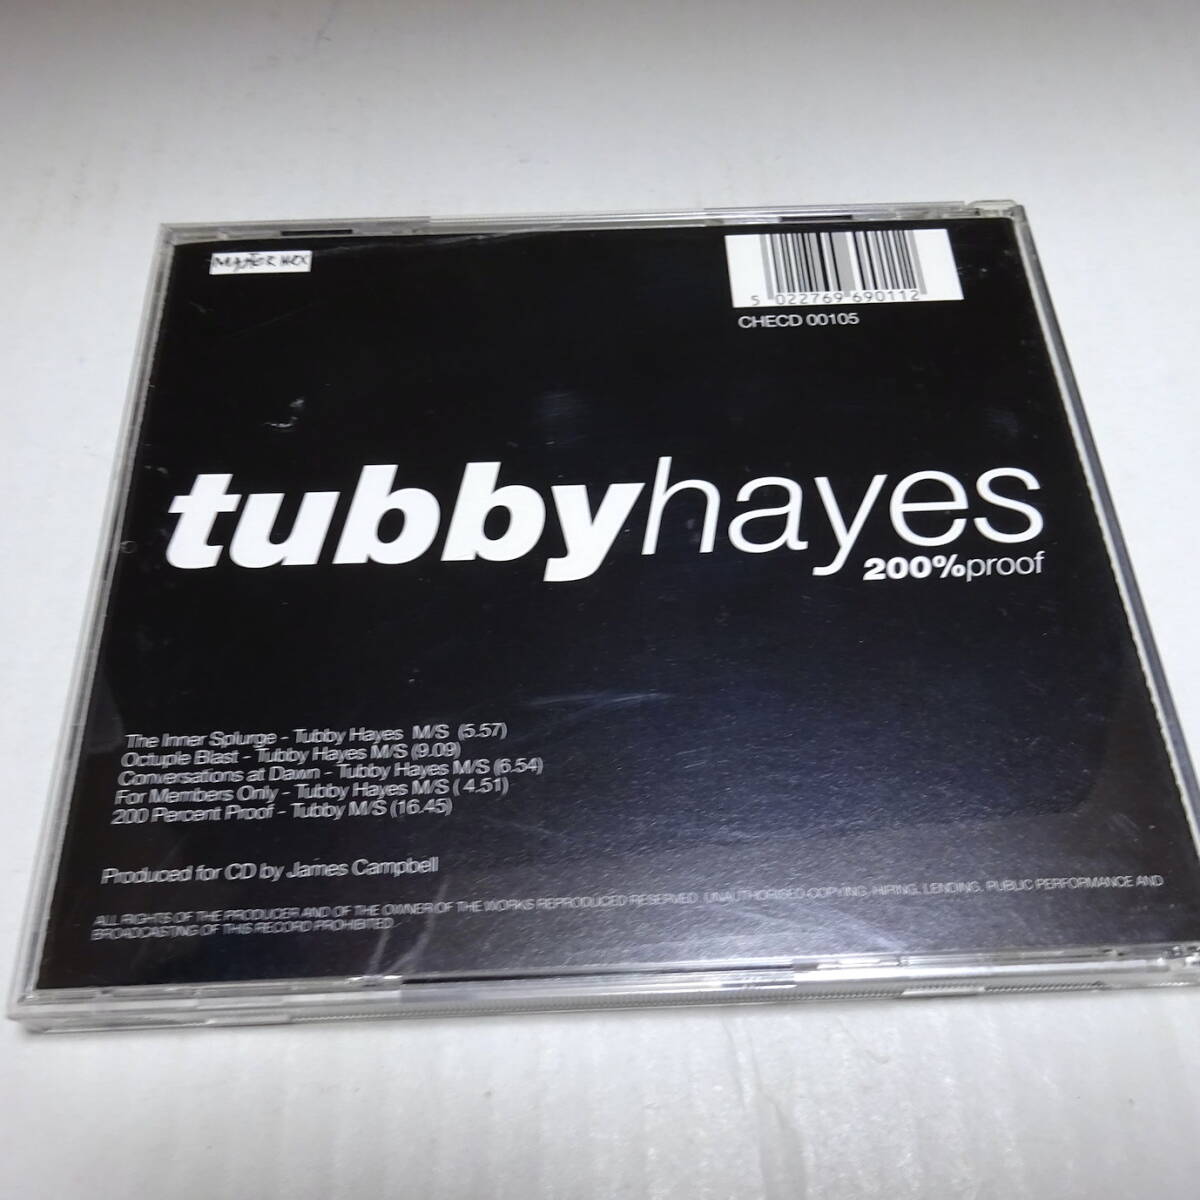 MASTER MIX
5 022769 690112
CHECD 00105
tubbyhayes
200%proof
The Inner Splurge - Tubby Hayes M/S (5.57)
Octuple Blast - Tubby Hayes M/S (9.09)
Conversations at Dawn - Tubby Hayes M/S (6.54)
For Members Only - Tubby Hayes M/S ( 4.51)
200 Percent Proof - Tubby M/S (16.45)
Produced for CD by James Campbell
ALL RIGHTS OF THE PRODUCER AND OF THE OWNER OF THE WORKS REPRODUCED RESERVED. UNAUTHORISED COPYING, HIRING, LENDING, PUBLIC PERFORMANCE AND
BROADCASTING OF THIS RECORD PROHIBITED.